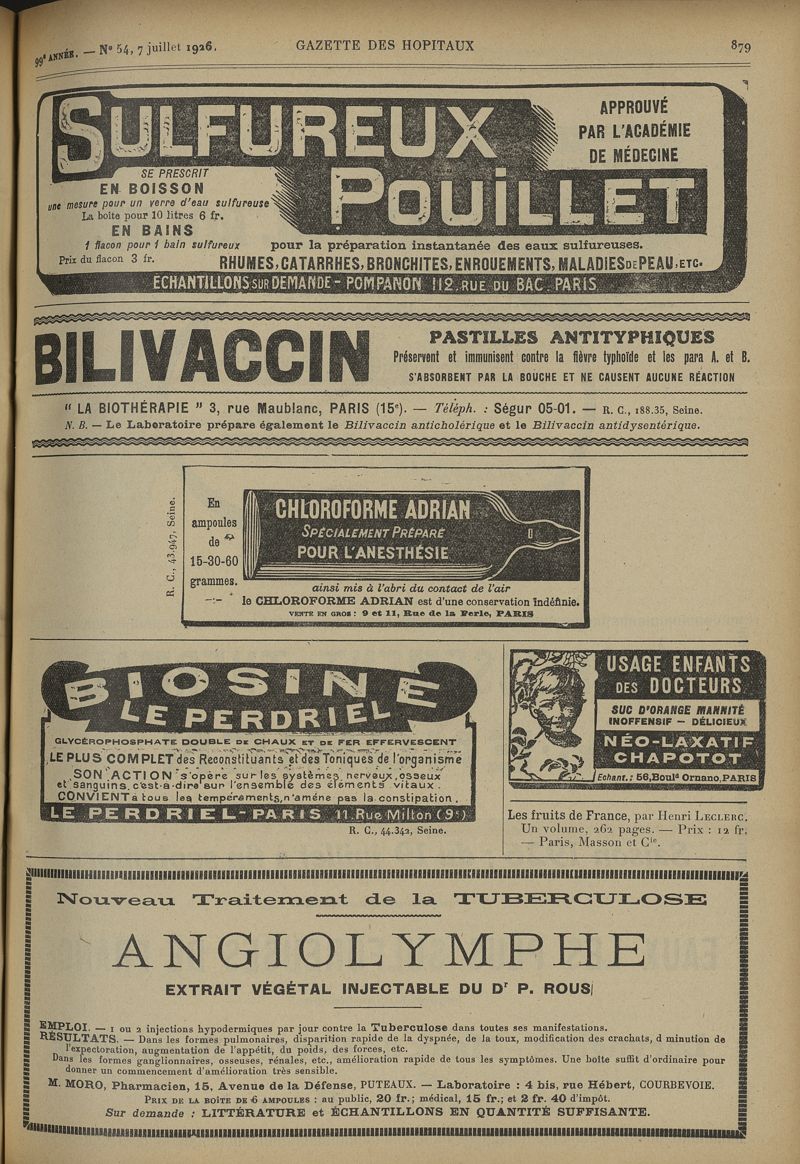 99e ANNÉE. — No 54, 7 juillet 1926. GAZETTE DES HOPITAUX 879
SULFUREUX
POUILLET
APPROUVÉ
PAR L'ACADÉMIE
DE MÉDECINE
SE PRESCRIT
EN BOISSON
une mesure pour un verre d'eau sulfureuse
La boîte pour 10 litres 6 fr.
EN BAINS
1 flacon pour 1 bain sulfureux
Prix du flacon 3 fr.
pour la préparation instantanée des eaux sulfureuses.
RHUMES, CATARRHES, BRONCHITES, ENROUEMENTS, MALADIES DE PEAU, ETC.
ÉCHANTILLONS SUR DEMANDE - POMPANON 112, RUE DU BAC, PARIS
BILIVACCIN
PASTILLES ANTITYPHIQUES
Préservent et immunisent contre la fièvre typhoïde et les para A. et B.
S'ABSORBENT PAR LA BOUCHE ET NE CAUSENT AUCUNE RÉACTION
" LA BIOTHÉRAPIE " 3, rue Maublanc, PARIS (15e). — Téléph. : Ségur 05-01. — R. C., 188.35, Seine.
N. B. — Le Laboratoire prépare également le Bilivaccin anticholérique et le Bilivaccin antidysentérique.
R. C., 43.947, Seine.
En
ampoules
de
15-30-60
grammes.
CHLOROFORME ADRIAN
SPÉCIALEMENT PRÉPARÉ
POUR L'ANESTHÉSIE
ainsi mis à l'abri du contact de l'air
le CHLOROFORME ADRIAN est d'une conservation indéfinie.
VENTE EN GROS : 9 et 11, Rue de la Perle, PARIS
BIOSINE
LE PERDRIEL
GLYCÉROPHOSPHATE DOUBLE DE CHAUX ET DE FER EFFERVESCENT
LE PLUS COMPLET des Reconstituants et des Toniques de l'organisme
SON ACTION s'opère sur les systèmes nerveux, osseux
et sanguins, c'est-à-dire sur l'ensemble des éléments vitaux.
CONVIENT à tous les tempéraments, n'amène pas la constipation.
LE PERDRIEL - PARIS 11, Rue Milton (9e)
R. C., 44.342, Seine.
USAGE ENFANTS
DES DOCTEURS
SUC D'ORANGE MANNITÉ
INOFFENSIF — DÉLICIEUX
NÉO-LAXATIF
CHAPOTOT
Echant.: 56, Boulᵈ Ornano, PARIS
Les fruits de France, par Henri LECLERC.
Un volume, 262 pages. — Prix : 12 fr.
— Paris, Masson et Cie.
Nouveau Traitement de la TUBERCULOSE
ANGIOLYMPHE
EXTRAIT VÉGÉTAL INJECTABLE DU Dr P. ROUS
EMPLOI. — 1 ou 2 injections hypodermiques par jour contre la Tuberculose dans toutes ses manifestations.
RÉSULTATS. — Dans les formes pulmonaires, disparition rapide de la dyspnée, de la toux, modification des crachats, d minution de
l'expectoration, augmentation de l'appétit, du poids, des forces, etc.
Dans les formes ganglionnaires, osseuses, rénales, etc., amélioration rapide de tous les symptômes. Une boîte suffit d'ordinaire pour
donner un commencement d'amélioration très sensible.
M. MORO, Pharmacien, 15, Avenue de la Défense, PUTEAUX. — Laboratoire : 4 bis, rue Hébert, COURBEVOIE.
PRIX DE LA BOÎTE DE 6 AMPOULES : au public, 20 fr.; médical, 15 fr.; et 2 fr. 40 d'impôt.
Sur demande : LITTÉRATURE et ÉCHANTILLONS EN QUANTITÉ SUFFISANTE.